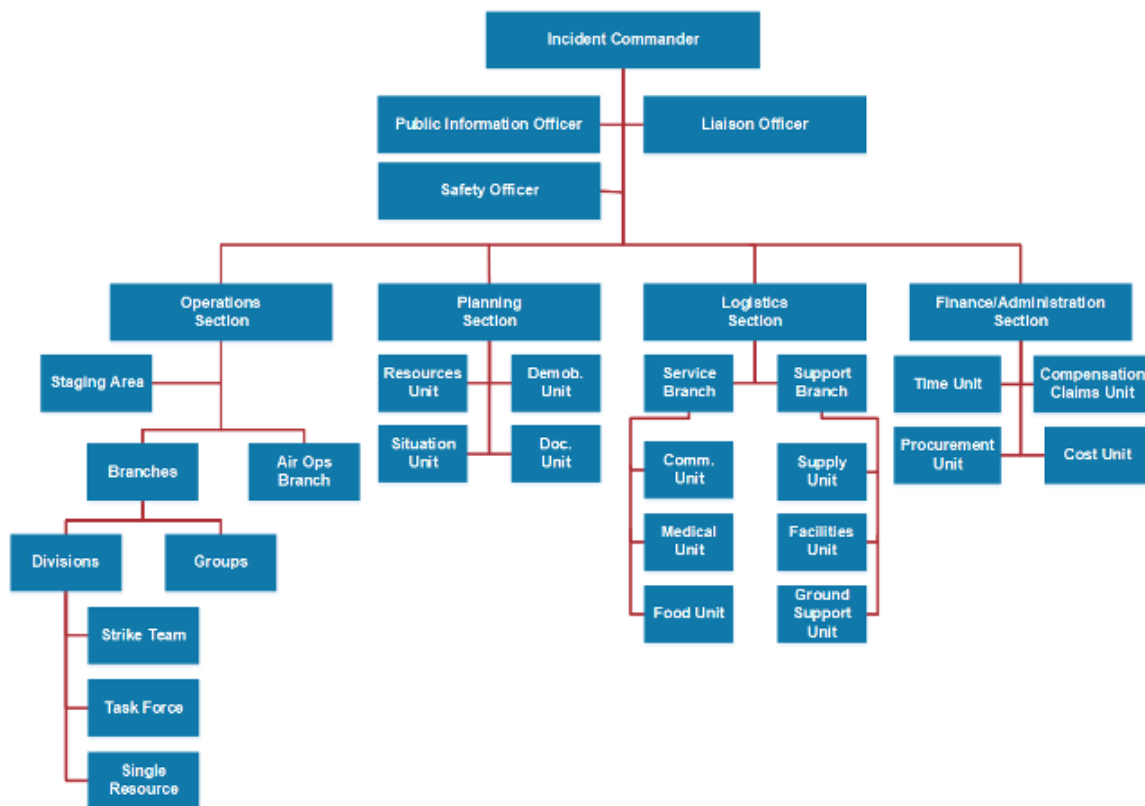 Incident Commander
Public Information Officer
Liaison Officer
Safety Officer
Operations
Section
Planning
Section
Logistics
Section
Finance/Administration
Section
Staging Area
Resources
Unit
Demob.
Unit
Service
Branch
Support
Branch
Time Unit
Compensation
Claims Unit
Branches
Air Ops
Branch
Situation
Unit
Doc.
Unit
Comm.
Unit
Supply
Unit
Procurement
Unit
Cost Unit
Divisions
Groups
Medical
Unit
Facilities
Unit
Strike Team
Food Unit
Ground
Support
Unit
Task Force
Single
Resource